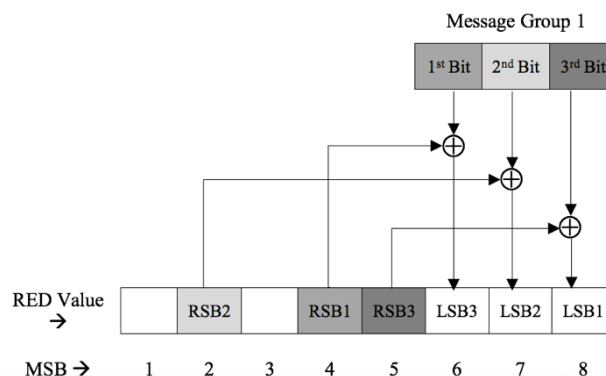 Message Group 1
1st Bit 2nd Bit 3rd Bit
RED Value →
RSB2 RSB1 RSB3 LSB3 LSB2 LSB1
MSB → 1 2 3 4 5 6 7 8